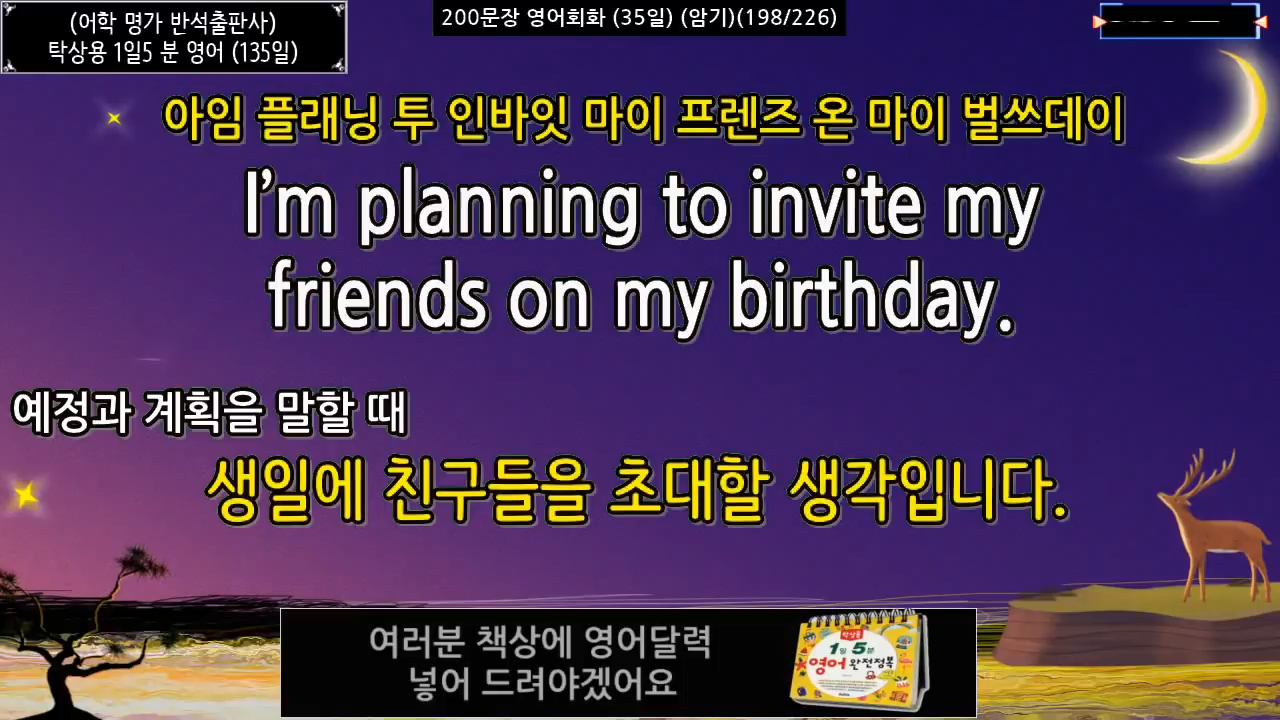 (어학 명가 반석출판사)
탁상용 1일5 분 영어 (135일)
200문장 영어회화 (35일) (암기)(198/226)
아임 플래닝 투 인바잇 마이 프렌즈 온 마이 벌쓰데이
I'm planning to invite my
friends on my birthday.
예정과 계획을 말할 때
생일에 친구들을 초대할 생각입니다.
여러분 책상에 영어달력
넣어 드려야겠어요
탁상용
1일 5분
영어 완전정복